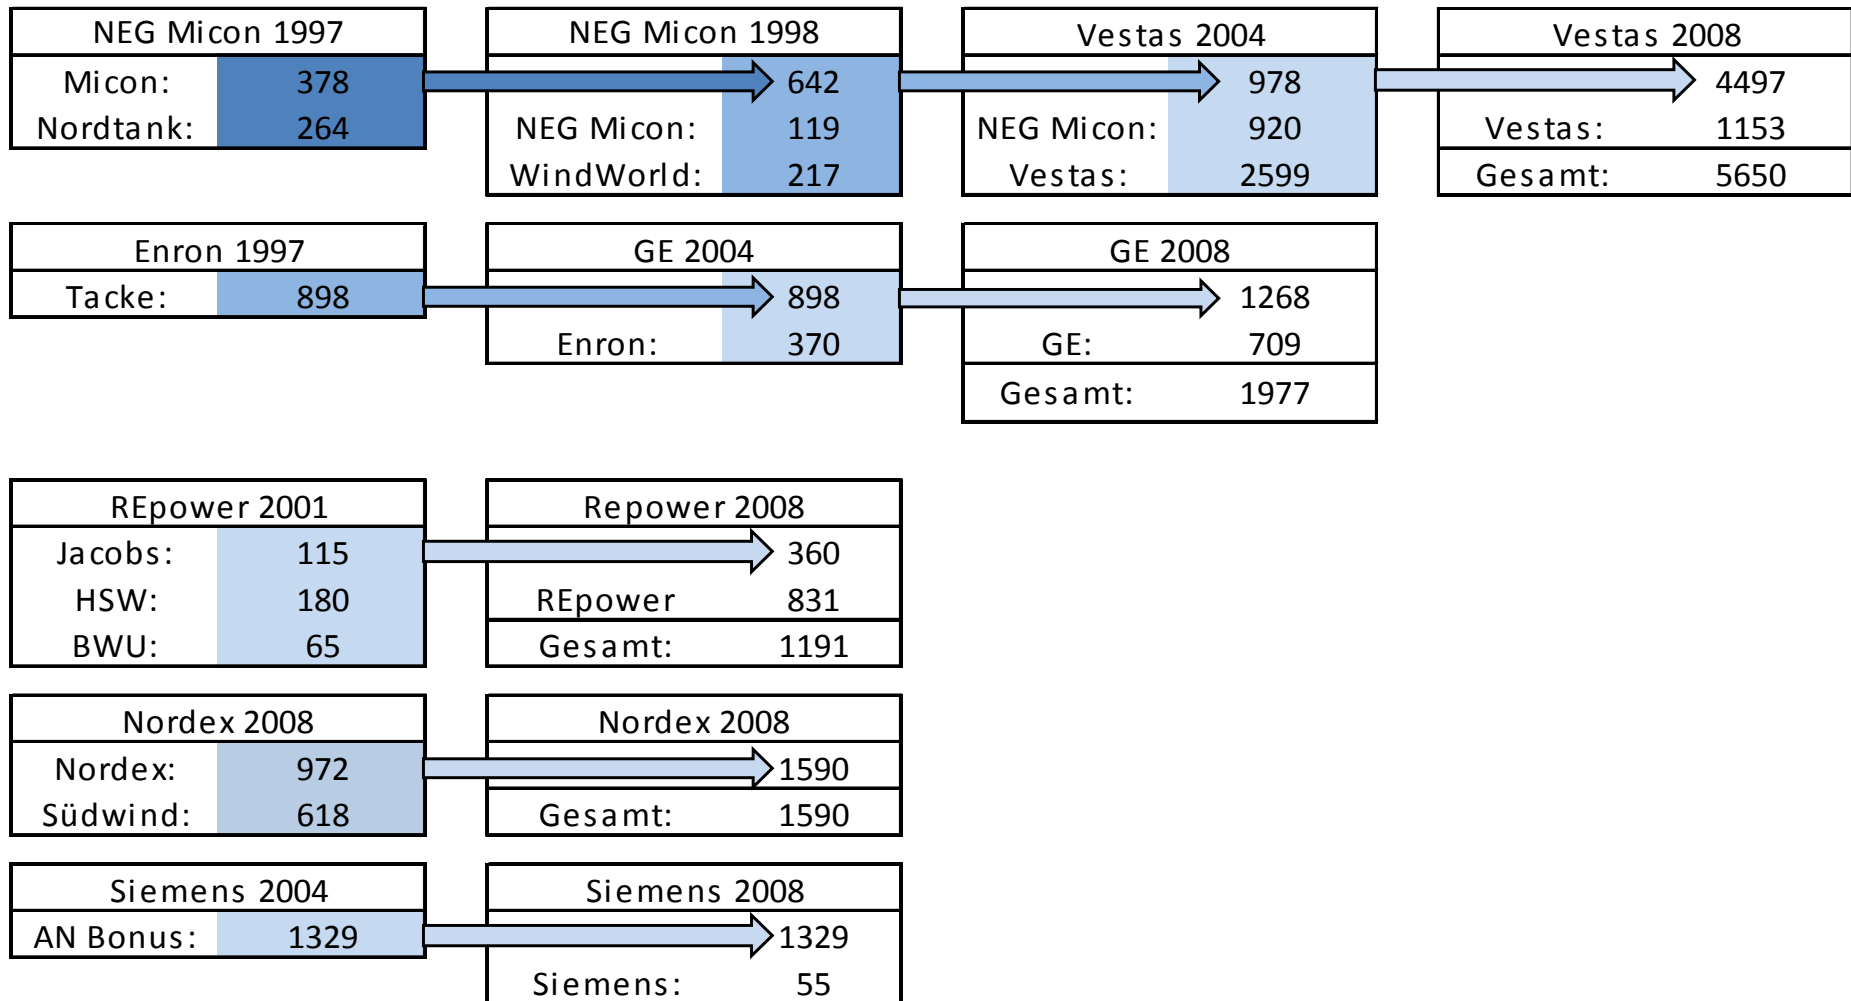 NEG Micon 1997
Micon: 378
Nordtank: 264
NEG Micon 1998
642
NEG Micon: 119
WindWorld: 217
Vestas 2004
978
NEG Micon: 920
Vestas: 2599
Vestas 2008
4497
Vestas: 1153
Gesamt: 5650
Enron 1997
Tacke: 898
GE 2004
898
Enron: 370
GE 2008
1268
GE: 709
Gesamt: 1977
REpower 2001
Jacobs: 115
HSW: 180
BWU: 65
Repower 2008
360
REpower 831
Gesamt: 1191
Nordex 2008
Nordex: 972
Südwind: 618
Nordex 2008
1590
Gesamt: 1590
Siemens 2004
AN Bonus: 1329
Siemens 2008
1329
Siemens: 55